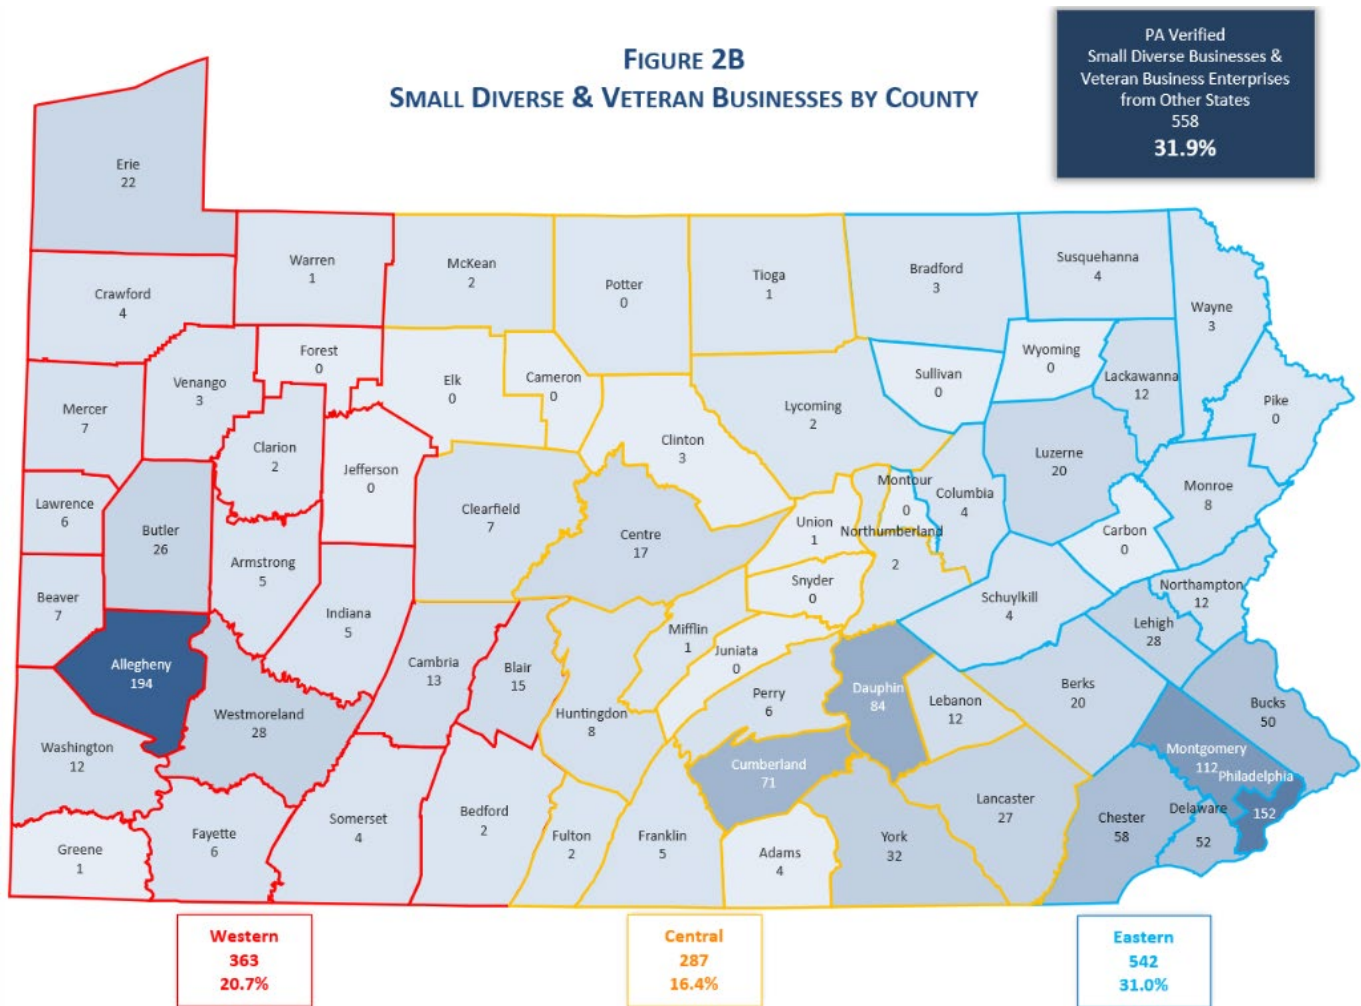 FIGURE 2B
SMALL DIVERSE & VETERAN BUSINESSES BY COUNTY
PA Verified
Small Diverse Businesses &
Veteran Business Enterprises
from Other States
558
31.9%
Erie
22
Warren
1
McKean
2
Potter
0
Tioga
1
Bradford
3
Susquehanna
4
Wayne
3
Crawford
4
Forest
0
Venango
3
Elk
0
Cameron
0
Sullivan
0
Wyoming
0
Lackawanna
12
Pike
0
Mercer
7
Clarion
2
Jefferson
0
Clinton
3
Lycoming
2
Luzerne
20
Monroe
8
Lawrence
6
Butler
26
Armstrong
5
Clearfield
7
Centre
17
Union
1
Montour
0
Columbia
4
Northumberland
2
Carbon
0
Beaver
7
Indiana
5
Snyder
0
Schuylkill
4
Northampton
12
Lehigh
28
Allegheny
194
Cambria
13
Blair
15
Mifflin
1
Juniata
0
Perry
6
Dauphin
84
Lebanon
12
Berks
20
Bucks
50
Westmoreland
28
Huntingdon
8
Washington
12
Cumberland
71
Montgomery
112
Philadelphia
152
Lancaster
27
Chester
58
Delaware
52
Greene
1
Fayette
6
Somerset
4
Bedford
2
Fulton
2
Franklin
5
Adams
4
York
32
Western
363
20.7%
Central
287
16.4%
Eastern
542
31.0%